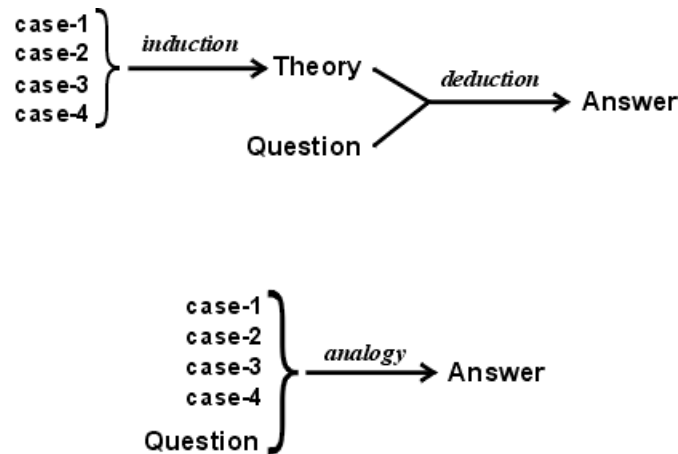 case-1
case-2
case-3
case-4
induction
Theory
Question
deduction
Answer
case-1
case-2
case-3
case-4
Question
analogy
Answer